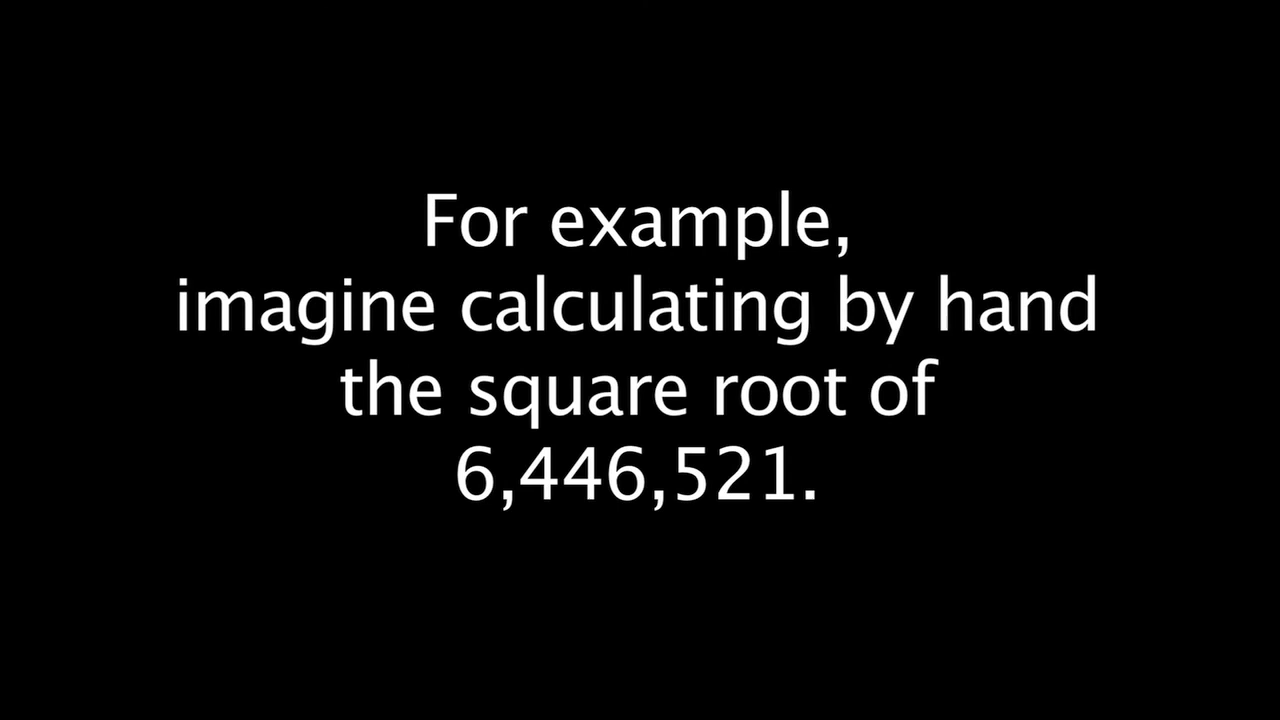 For example,
imagine calculating by hand
the square root of
6,446,521.